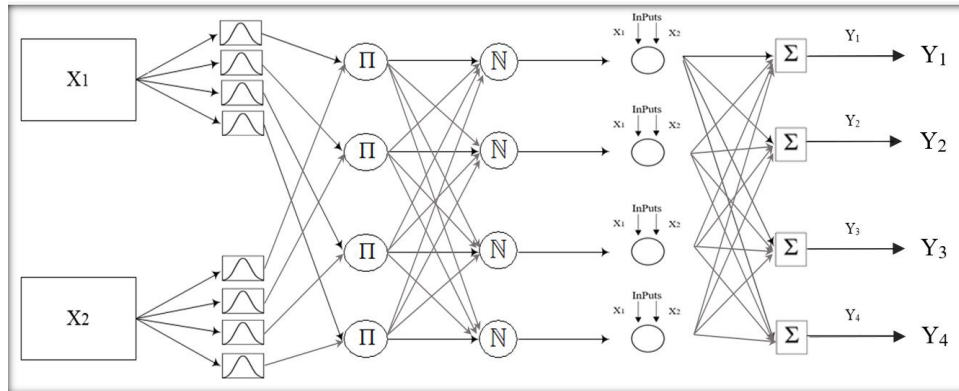 X1
X2
Π
Π
Π
Π
ℕ
ℕ
ℕ
ℕ
InPuts
X1 X2
InPuts
X1 X2
InPuts
X1 X2
InPuts
X1 X2
Σ
Σ
Σ
Σ
Y1
Y2
Y3
Y4
Y1
Y2
Y3
Y4